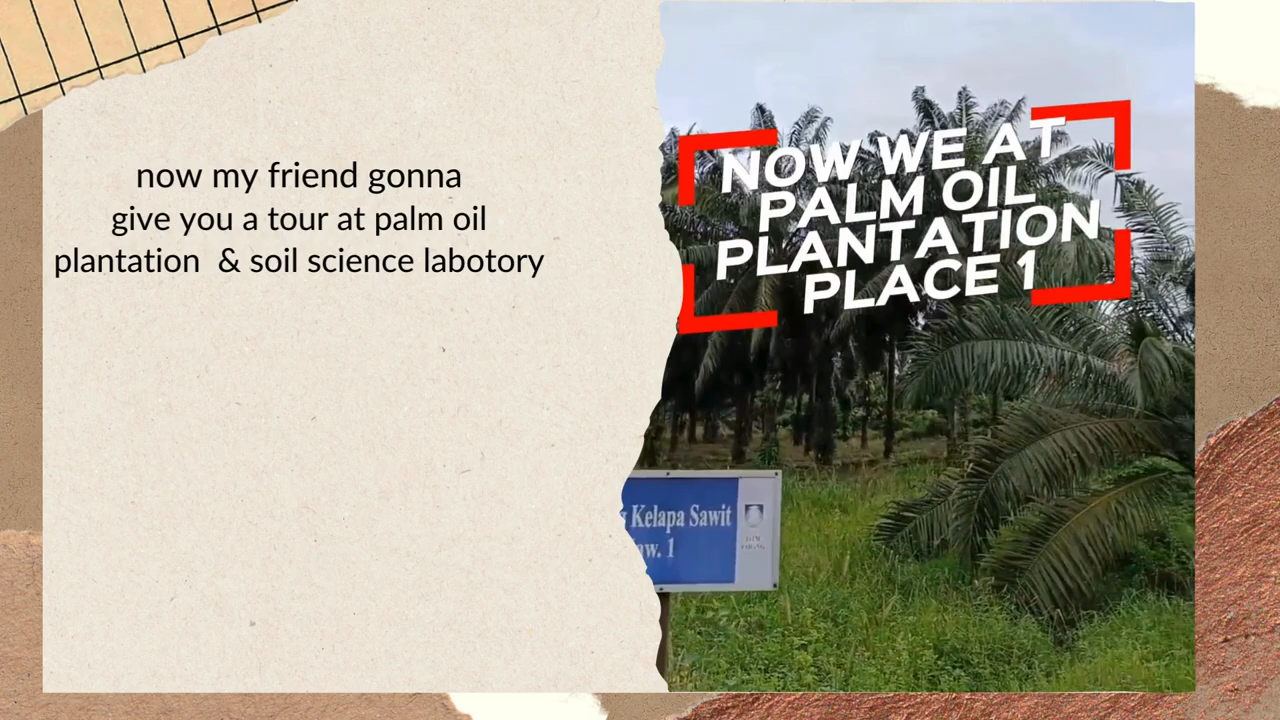 now my friend gonna
give you a tour at palm oil
plantation & soil science labotory
NOW WE AT
PALM OIL
PLANTATION
PLACE 1
Kelapa Sawit
1